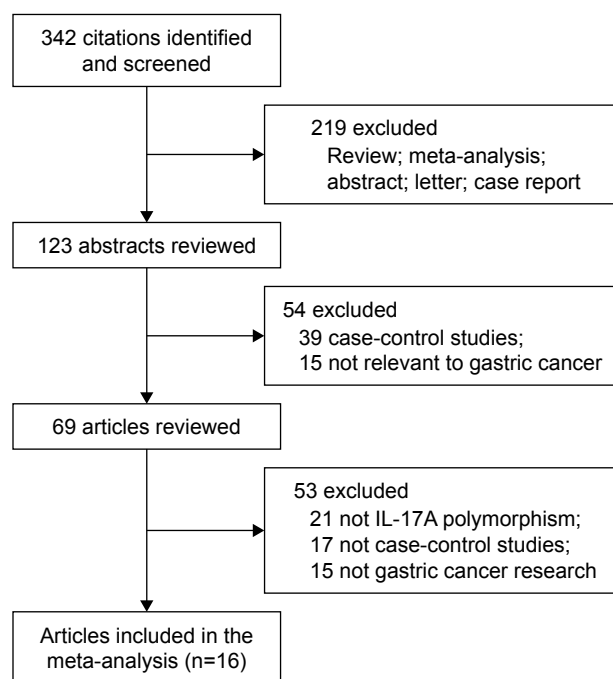 342 citations identified
and screened
219 excluded
Review; meta-analysis;
abstract; letter; case report
123 abstracts reviewed
54 excluded
39 case-control studies;
15 not relevant to gastric cancer
69 articles reviewed
53 excluded
21 not IL-17A polymorphism;
17 not case-control studies;
15 not gastric cancer research
Articles included in the
meta-analysis (n=16)